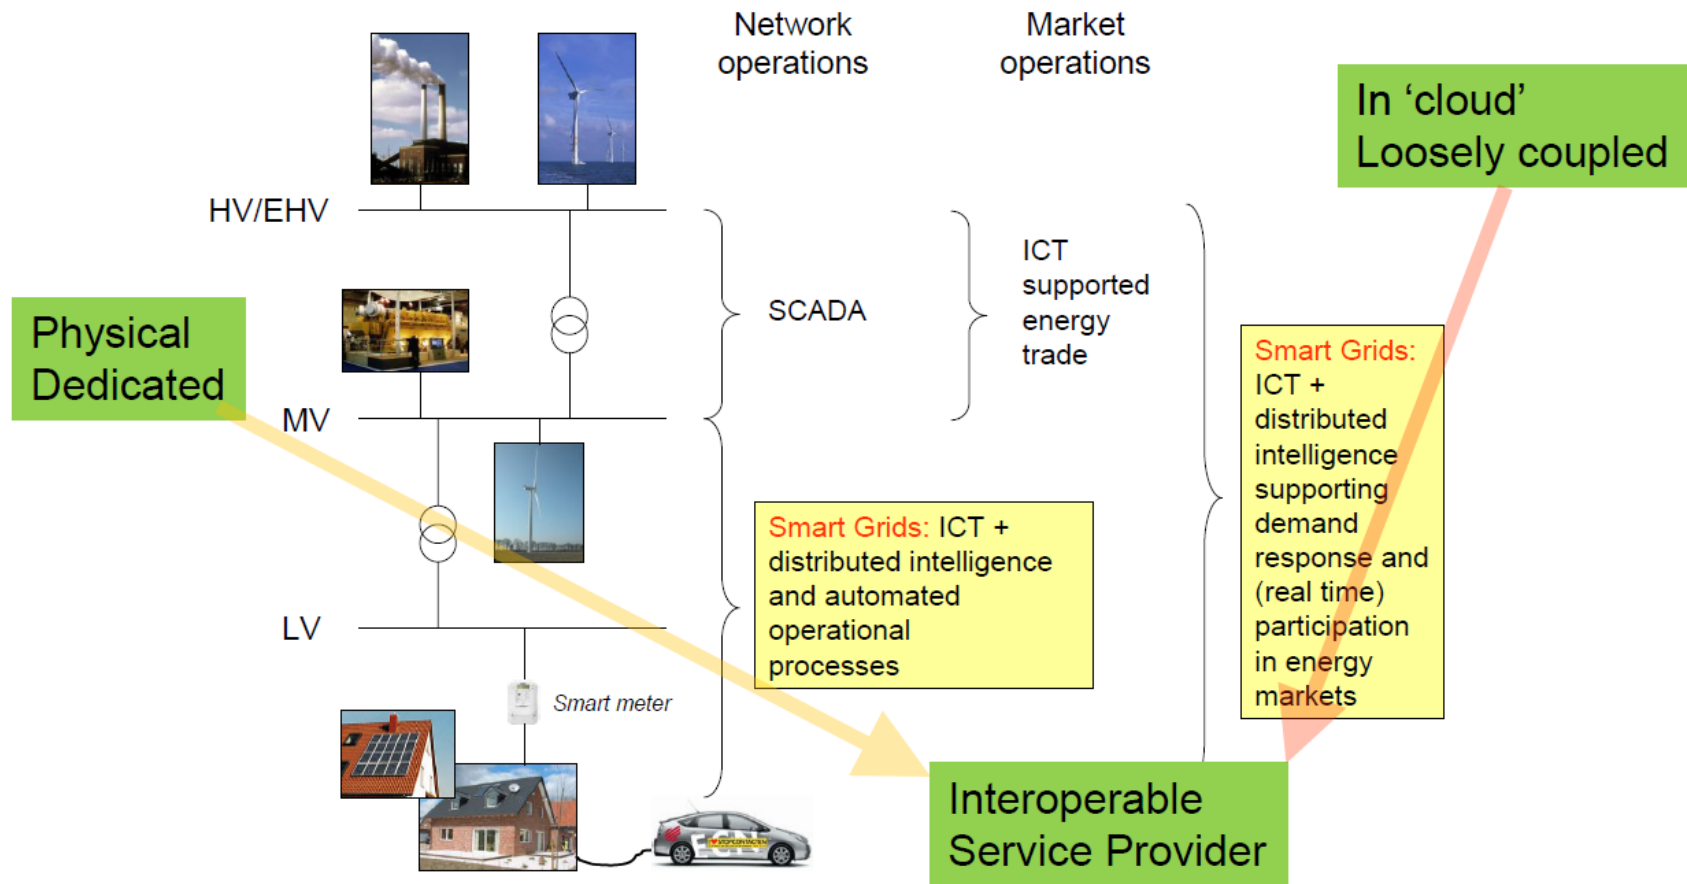 Network
operations
Market
operations
In ‘cloud’
Loosely coupled
HV/EHV
ICT
supported
energy
trade
SCADA
Physical
Dedicated
MV
Smart Grids:
ICT +
distributed
intelligence
supporting
demand
response and
(real time)
participation
in energy
markets
Smart Grids: ICT +
distributed intelligence
and automated
operational
processes
LV
Smart meter
ECN
Interoperable
Service Provider